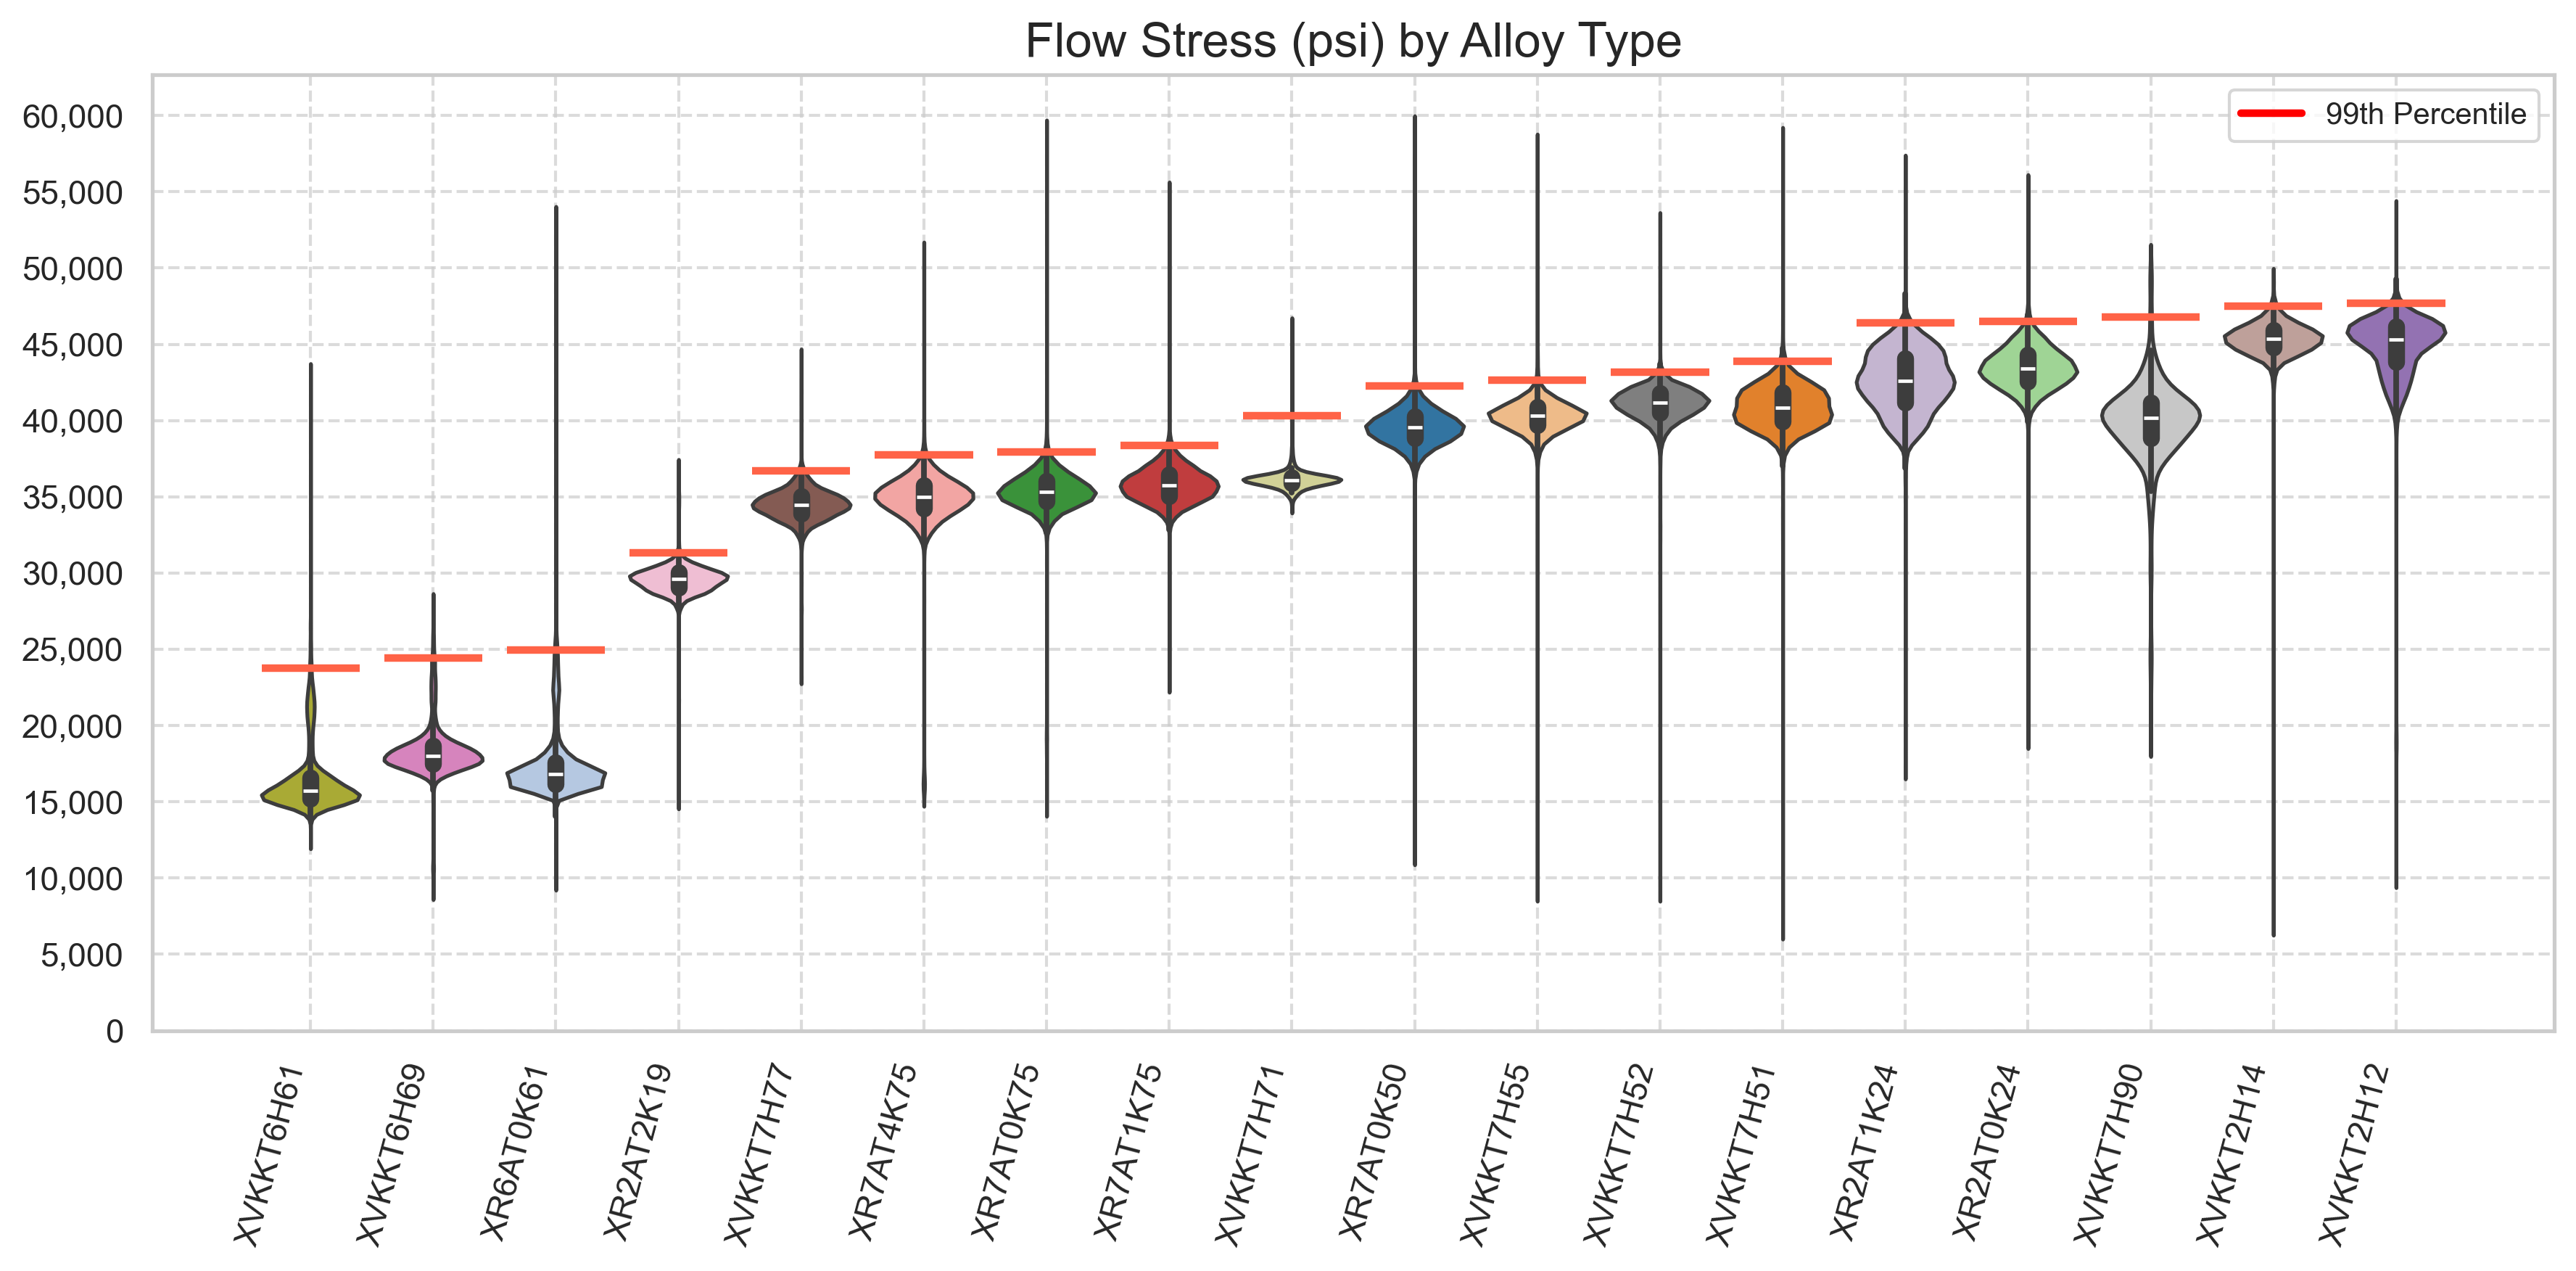 Flow Stress (psi) by Alloy Type
99th Percentile
60,000
55,000
50,000
45,000
40,000
35,000
30,000
25,000
20,000
15,000
10,000
5,000
0
XVKKT6H61
XVKKT6H69
XR6AT0K61
XR2AT2K19
XVKKT7H77
XR7AT4K75
XR7AT0K75
XR7AT1K75
XVKKT7H71
XR7AT0K50
XVKKT7H55
XVKKT7H52
XVKKT7H51
XR2AT1K24
XR2AT0K24
XVKKT7H90
XVKKT2H14
XVKKT2H12